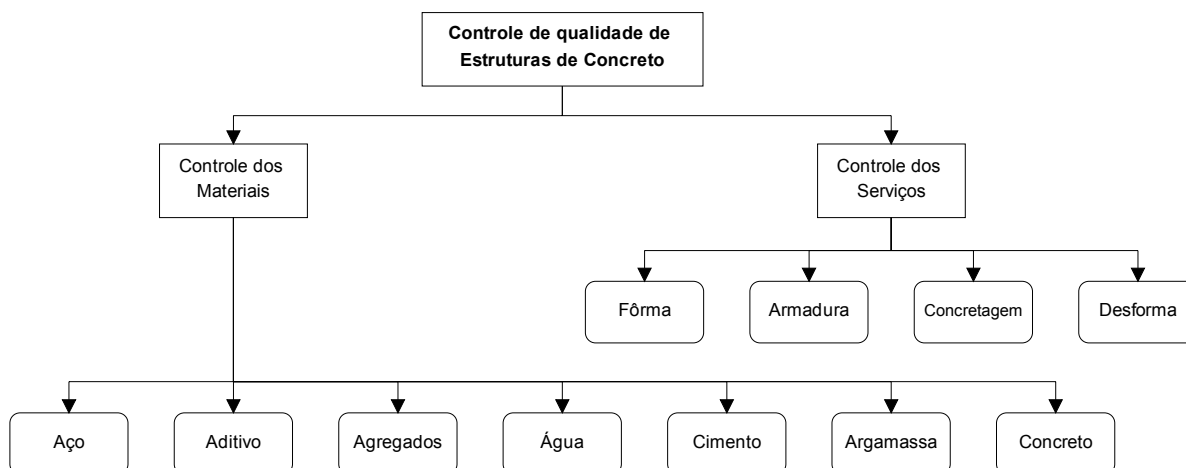 Controle de qualidade de
Estruturas de Concreto
Controle dos
Materiais
Controle dos
Serviços
Fôrma
Armadura
Concretagem
Desforma
Aço
Aditivo
Agregados
Água
Cimento
Argamassa
Concreto